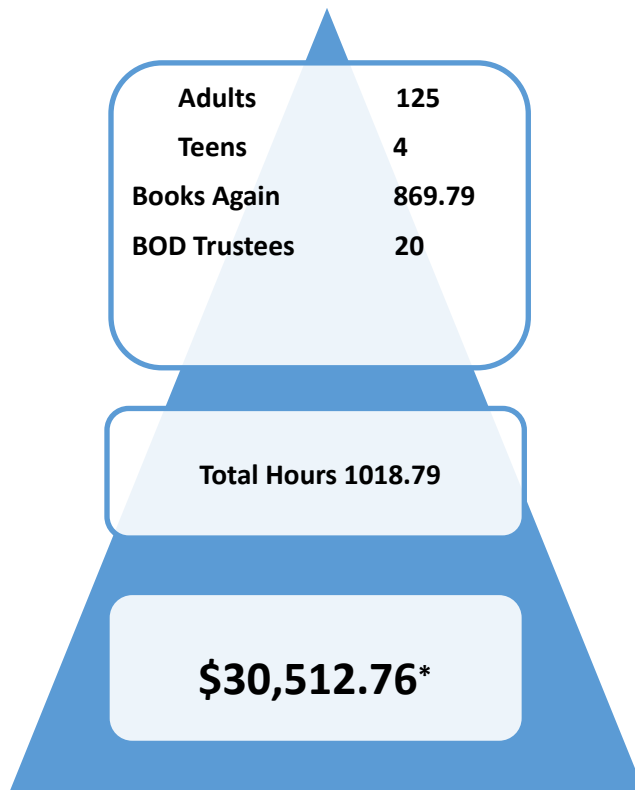 Adults 125
Teens 4
Books Again 869.79
BOD Trustees 20
Total Hours 1018.79
$30,512.76*